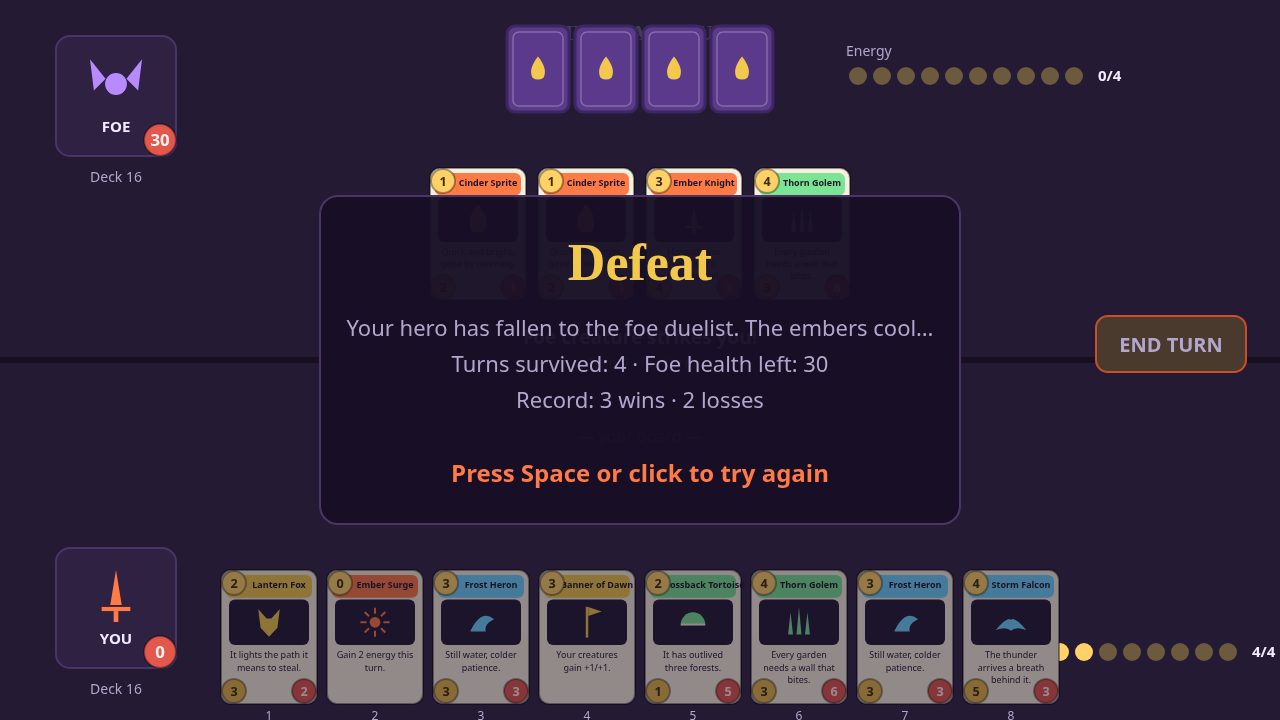 FOE
30
Deck 16
Energy
0/4
1 Cinder Sprite
1 Cinder Sprite
3 Ember Knight
4 Thorn Golem
Defeat
Your hero has fallen to the foe duelist. The embers cool...
Foe creature strikes you!
Turns survived: 4 · Foe health left: 30
Record: 3 wins · 2 losses
— your board —
Press Space or click to try again
END TURN
YOU
0
Deck 16
2 Lantern Fox
It lights the path it
means to steal.
3 2
1
0 Ember Surge
Gain 2 energy this
turn.
2
3 Frost Heron
Still water, colder
patience.
3 3
3
3 Banner of Dawn
Your creatures
gain +1/+1.
4
2 ossback Tortoise
It has outlived
three forests.
1 5
5
4 Thorn Golem
Every garden
needs a wall that
bites.
3 6
6
3 Frost Heron
Still water, colder
patience.
3 3
7
4 Storm Falcon
The thunder
arrives a breath
behind it.
5 3
8
4/4